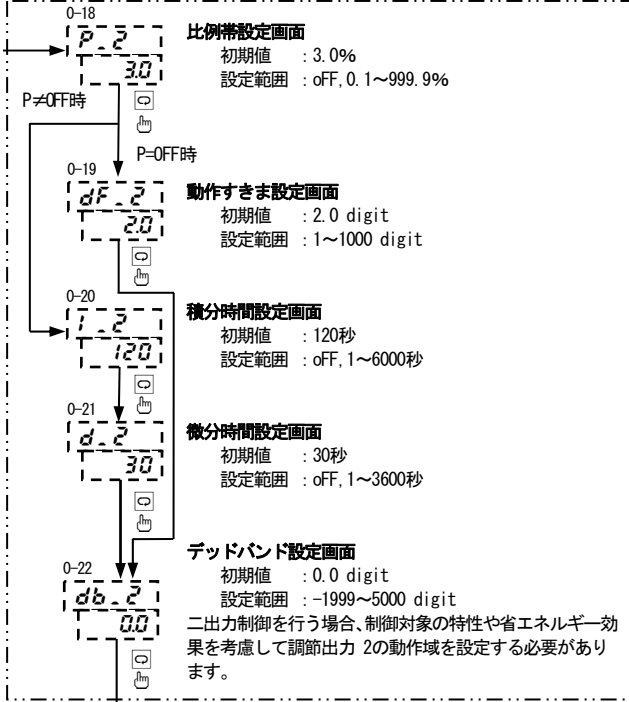 0-18
P_2
3.0
比例帯設定画面
初期値　：3.0%
設定範囲　：oFF,0.1～999.9%
P≠OFF時
P=OFF時
0-19
dF_2
2.0
動作すきま設定画面
初期値　：2.0 digit
設定範囲　：1～1000 digit
0-20
I_2
120
積分時間設定画面
初期値　：120秒
設定範囲　：oFF,1～6000秒
0-21
d_2
30
微分時間設定画面
初期値　：30秒
設定範囲　：oFF,1～3600秒
0-22
db_2
0.0
デッドバンド設定画面
初期値　：0.0 digit
設定範囲　：-1999～5000 digit
二出力制御を行う場合、制御対象の特性や省エネルギー効
果を考慮して調節出力 2の動作域を設定する必要があり
ます。